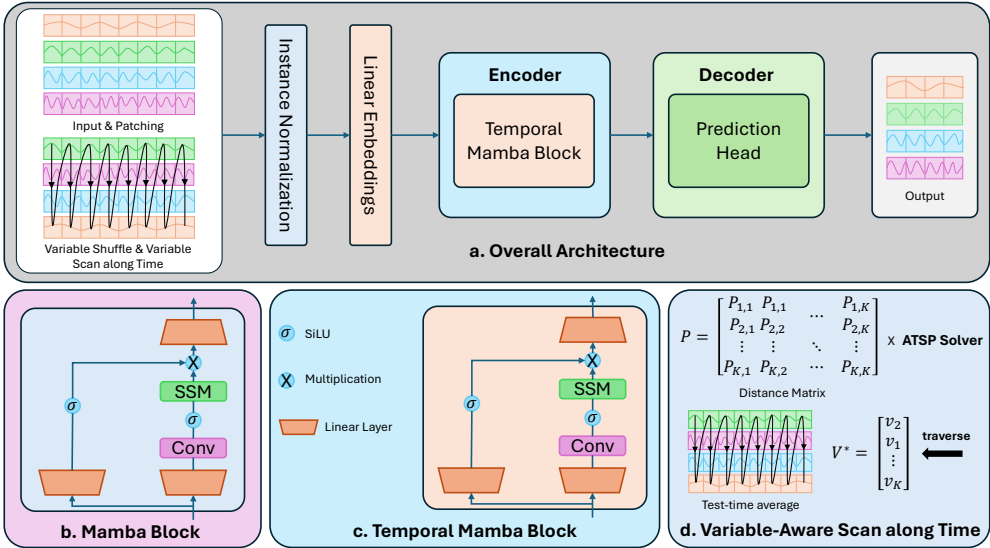 Input & Patching
Variable Shuffle & Variable
Scan along Time
Instance Normalization
Linear Embeddings
Encoder
Temporal
Mamba Block
Decoder
Prediction
Head
Output
a. Overall Architecture
σ
X
SSM
σ
Conv
b. Mamba Block
σ SiLU
X Multiplication
Linear Layer
σ
X
SSM
σ
Conv
c. Temporal Mamba Block
P = [P1,1 P1,1 ... P1,K
P2,1 P2,2 P2,K
⋮ ⋮ ⋱ ⋮
PK,1 PK,2 ... PK,K] x ATSP Solver
Distance Matrix
Test-time average
V* = [v2
v1
⋮
vK]
traverse
d. Variable-Aware Scan along Time